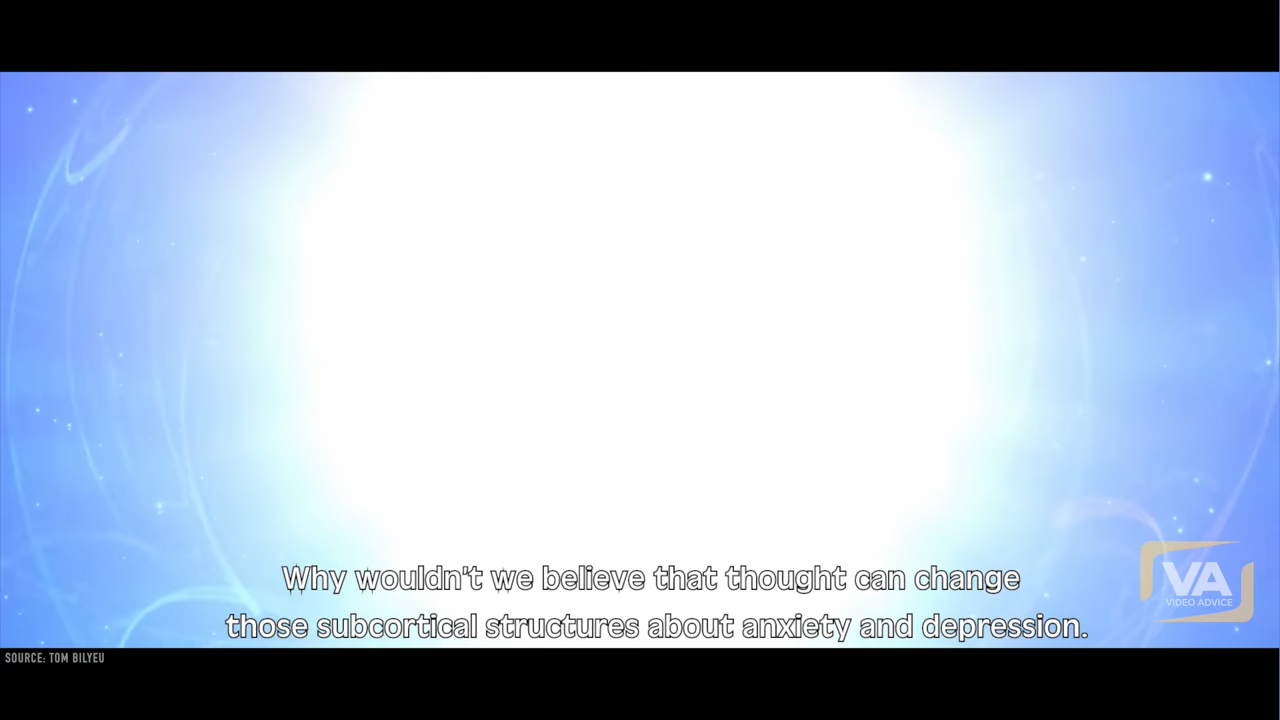 Why wouldn't we believe that thought can change
those subcortical structures about anxiety and depression.
VA
VIDEO ADVICE
SOURCE: TOM BILYEU